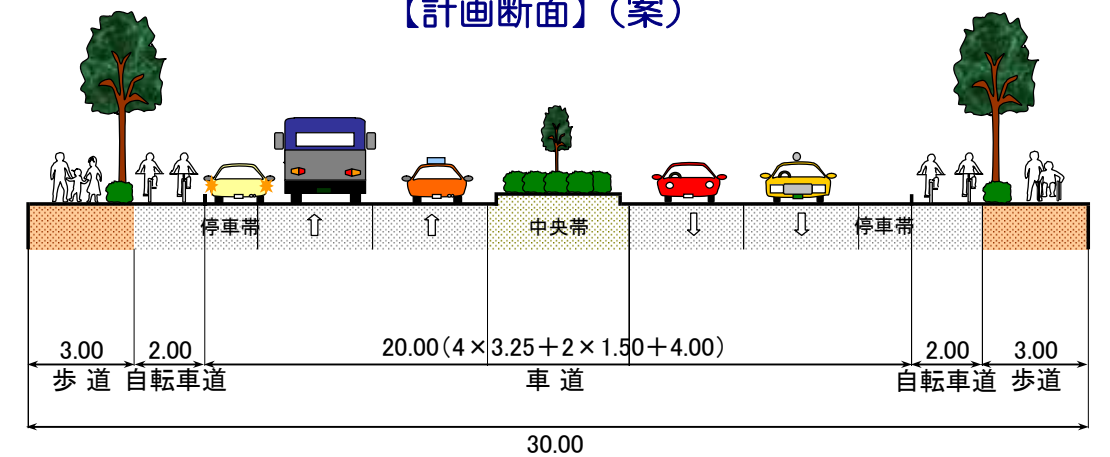 【計画断面】(案)
停車帯 ⇧ ⇧ 中央帯 ⇩ ⇩ 停車帯
3.00 2.00 20.00(4×3.25+2×1.50+4.00) 2.00 3.00
歩 道 自転車道 車 道 自転車道 歩 道
30.00